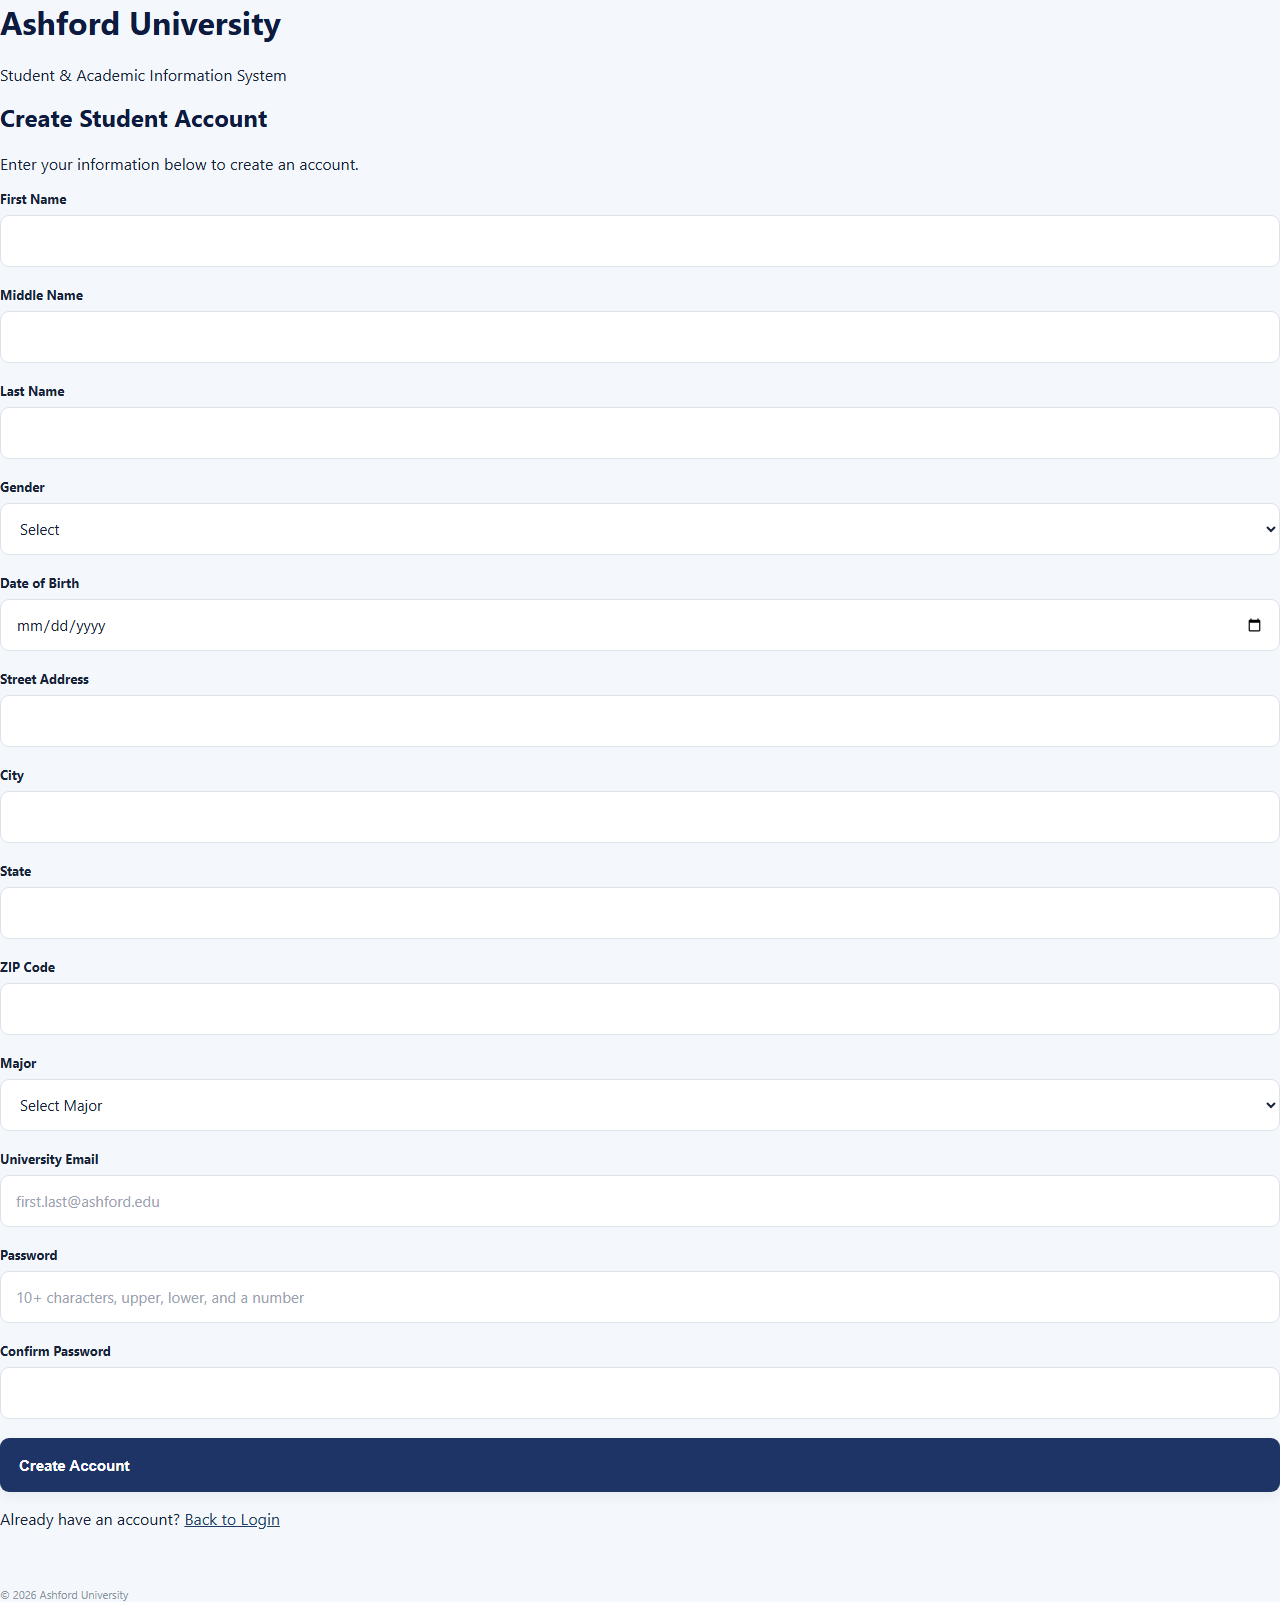 Ashford University
Student & Academic Information System
Create Student Account
Enter your information below to create an account.
First Name
Middle Name
Last Name
Gender
Select
Date of Birth
mm/dd/yyyy
Street Address
City
State
ZIP Code
Major
Select Major
University Email
first.last@ashford.edu
Password
10+ characters, upper, lower, and a number
Confirm Password
Create Account
Already have an account? Back to Login
© 2026 Ashford University